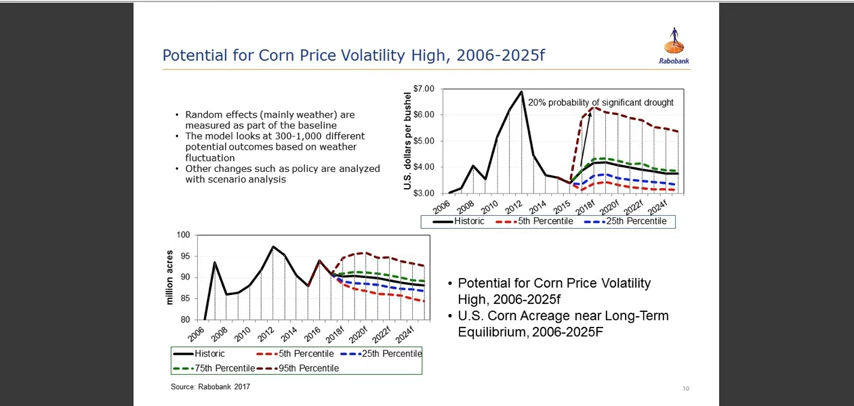 Potential for Corn Price Volatility High, 2006-2025f
Rabobank
• Random effects (mainly weather) are
measured as part of the baseline
• The model looks at 300-1,000 different
potential outcomes based on weather
fluctuation
• Other changes such as policy are analyzed
with scenario analysis
U.S. dollars per bushel
$7.00
$6.00
$5.00
$4.00
$3.00
20% probability of significant drought
2006
2008
2010
2012
2014
2015
2018f
2020f
2022f
2024f
Historic
5th Percentile
25th Percentile
million acres
100
95
90
85
80
2006
2008
2010
2012
2014
2016
2018f
2020f
2022f
2024f
Historic
5th Percentile
25th Percentile
75th Percentile
95th Percentile
• Potential for Corn Price Volatility
High, 2006-2025f
• U.S. Corn Acreage near Long-Term
Equilibrium, 2006-2025F
Source: Rabobank 2017
10